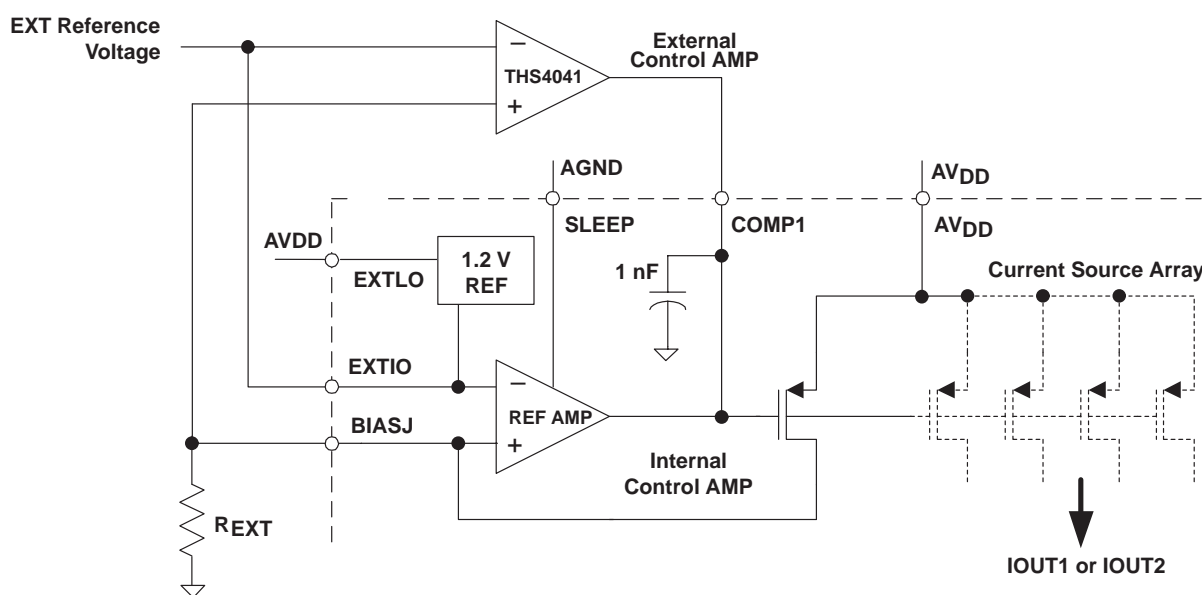 EXT Reference
Voltage
−
THS4041
+
External
Control AMP
AGND
AVDD
SLEEP
COMP1
AVDD
AVDD
EXTLO
1.2 V
REF
1 nF
Current Source Array
EXTIO
−
REF AMP
BIASJ
+
Internal
Control AMP
REXT
IOUT1 or IOUT2